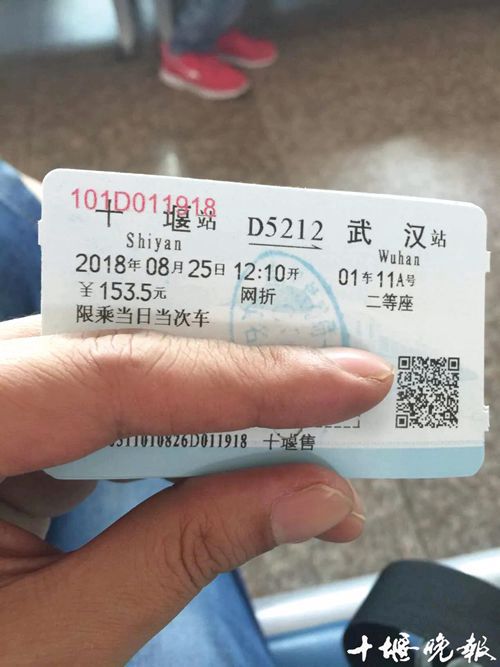 101D011918
十堰站 D5212 武汉站
Shiyan Wuhan
2018年08月25日 12:10开 01车 11A号
￥153.5元 网折 二等座
限乘当日当次车
311010826D011918 十堰售
十堰晚报